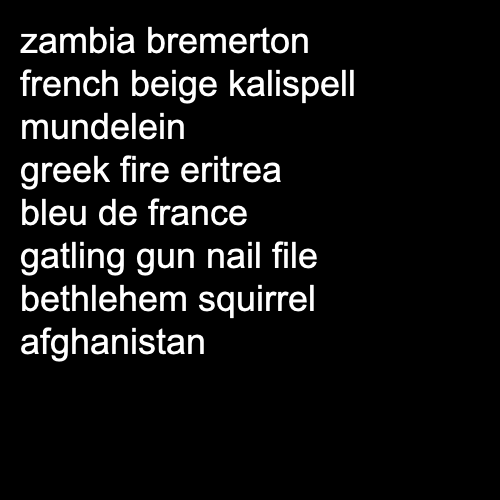 zambia bremerton
french beige kalispell
mundelein
greek fire eritrea
bleu de france
gatling gun nail file
bethlehem squirrel
afghanistan